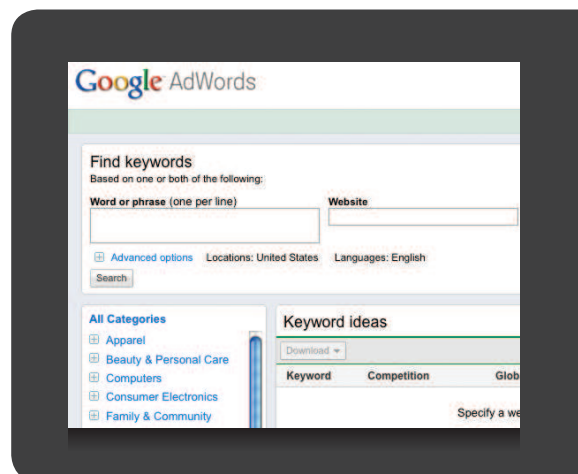 Google AdWords
Find keywords
Based on one or both of the following:
Word or phrase (one per line) Website
Advanced options Locations: United States Languages: English
Search
All Categories
Apparel
Beauty & Personal Care
Computers
Consumer Electronics
Family & Community
Keyword ideas
Download
Keyword Competition Glob
Specify a we